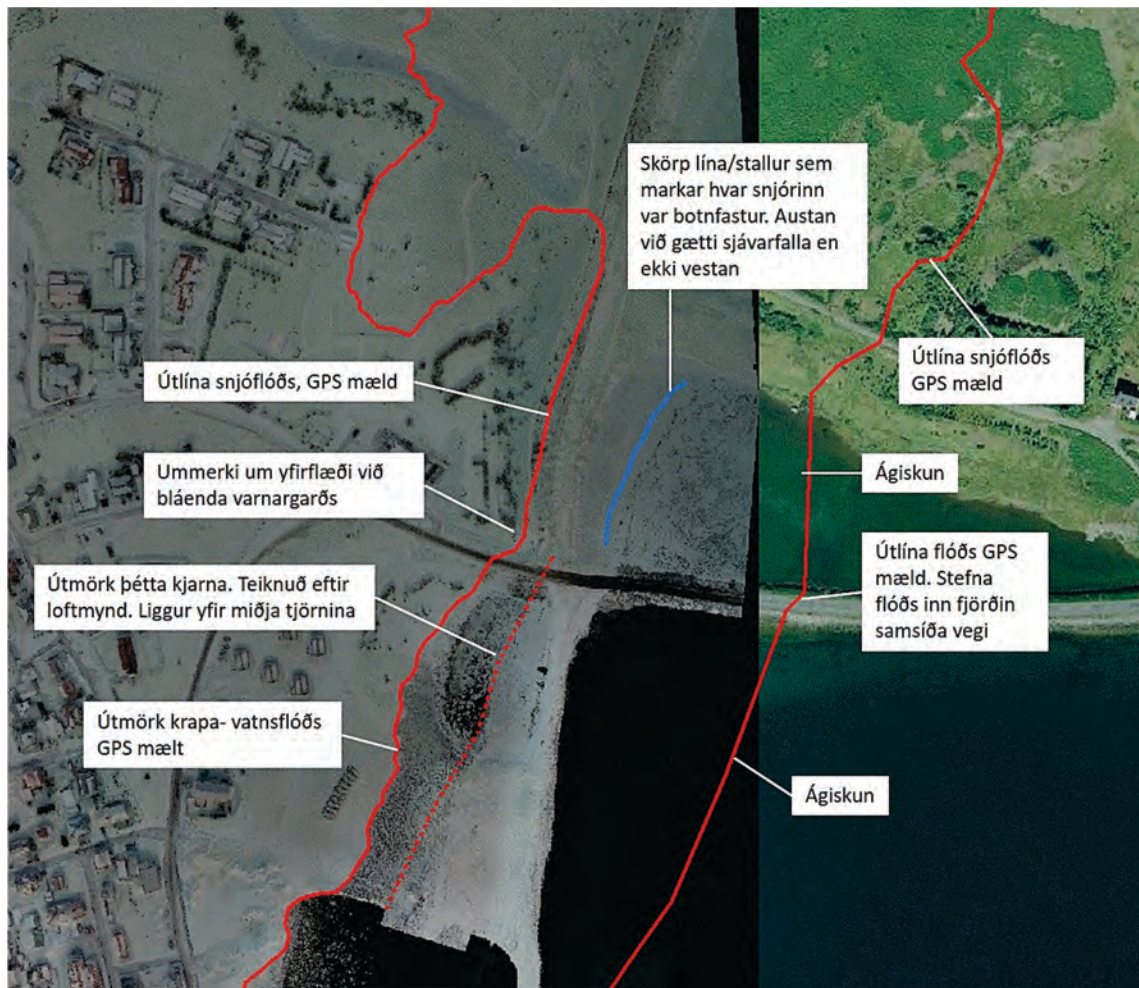 Skörp lína/stallur sem
markar hvar snjórinn
var botnfastur. Austan
við gætti sjávarfalla en
ekki vestan
Útlína snjóflóðs
GPS mæld
Útlína snjóflóðs, GPS mæld
Ummerki um yfirflæði við
bláenda varnargarðs
Ágiskun
Útmörk þétta kjarna. Teiknuð eftir
loftmynd. Liggur yfir miðja tjörnina
Útlína flóðs GPS
mæld. Stefna
flóðs inn fjörðin
samsíða vegi
Útmörk krapa- vatnsflóðs
GPS mælt
Ágiskun